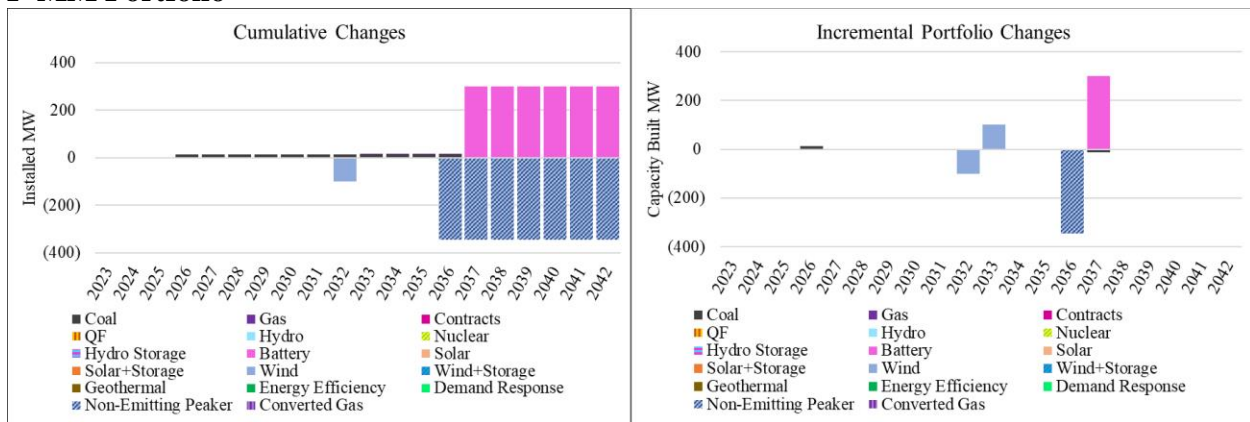 Cumulative Changes
Installed MW
400
200
0
(200)
(400)
2023 2024 2025 2026 2027 2028 2029 2030 2031 2032 2033 2034 2035 2036 2037 2038 2039 2040 2041 2042
Coal Gas Contracts
QF Hydro Nuclear
Hydro Storage Battery Solar
Solar+Storage Wind Wind+Storage
Geothermal Energy Efficiency Demand Response
Non-Emitting Peaker Converted Gas
Incremental Portfolio Changes
Capacity Built MW
400
200
0
(200)
(400)
2023 2024 2025 2026 2027 2028 2029 2030 2031 2032 2033 2034 2035 2036 2037 2038 2039 2040 2041 2042
Coal Gas Contracts
QF Hydro Nuclear
Hydro Storage Battery Solar
Solar+Storage Wind Wind+Storage
Geothermal Energy Efficiency Demand Response
Non-Emitting Peaker Converted Gas